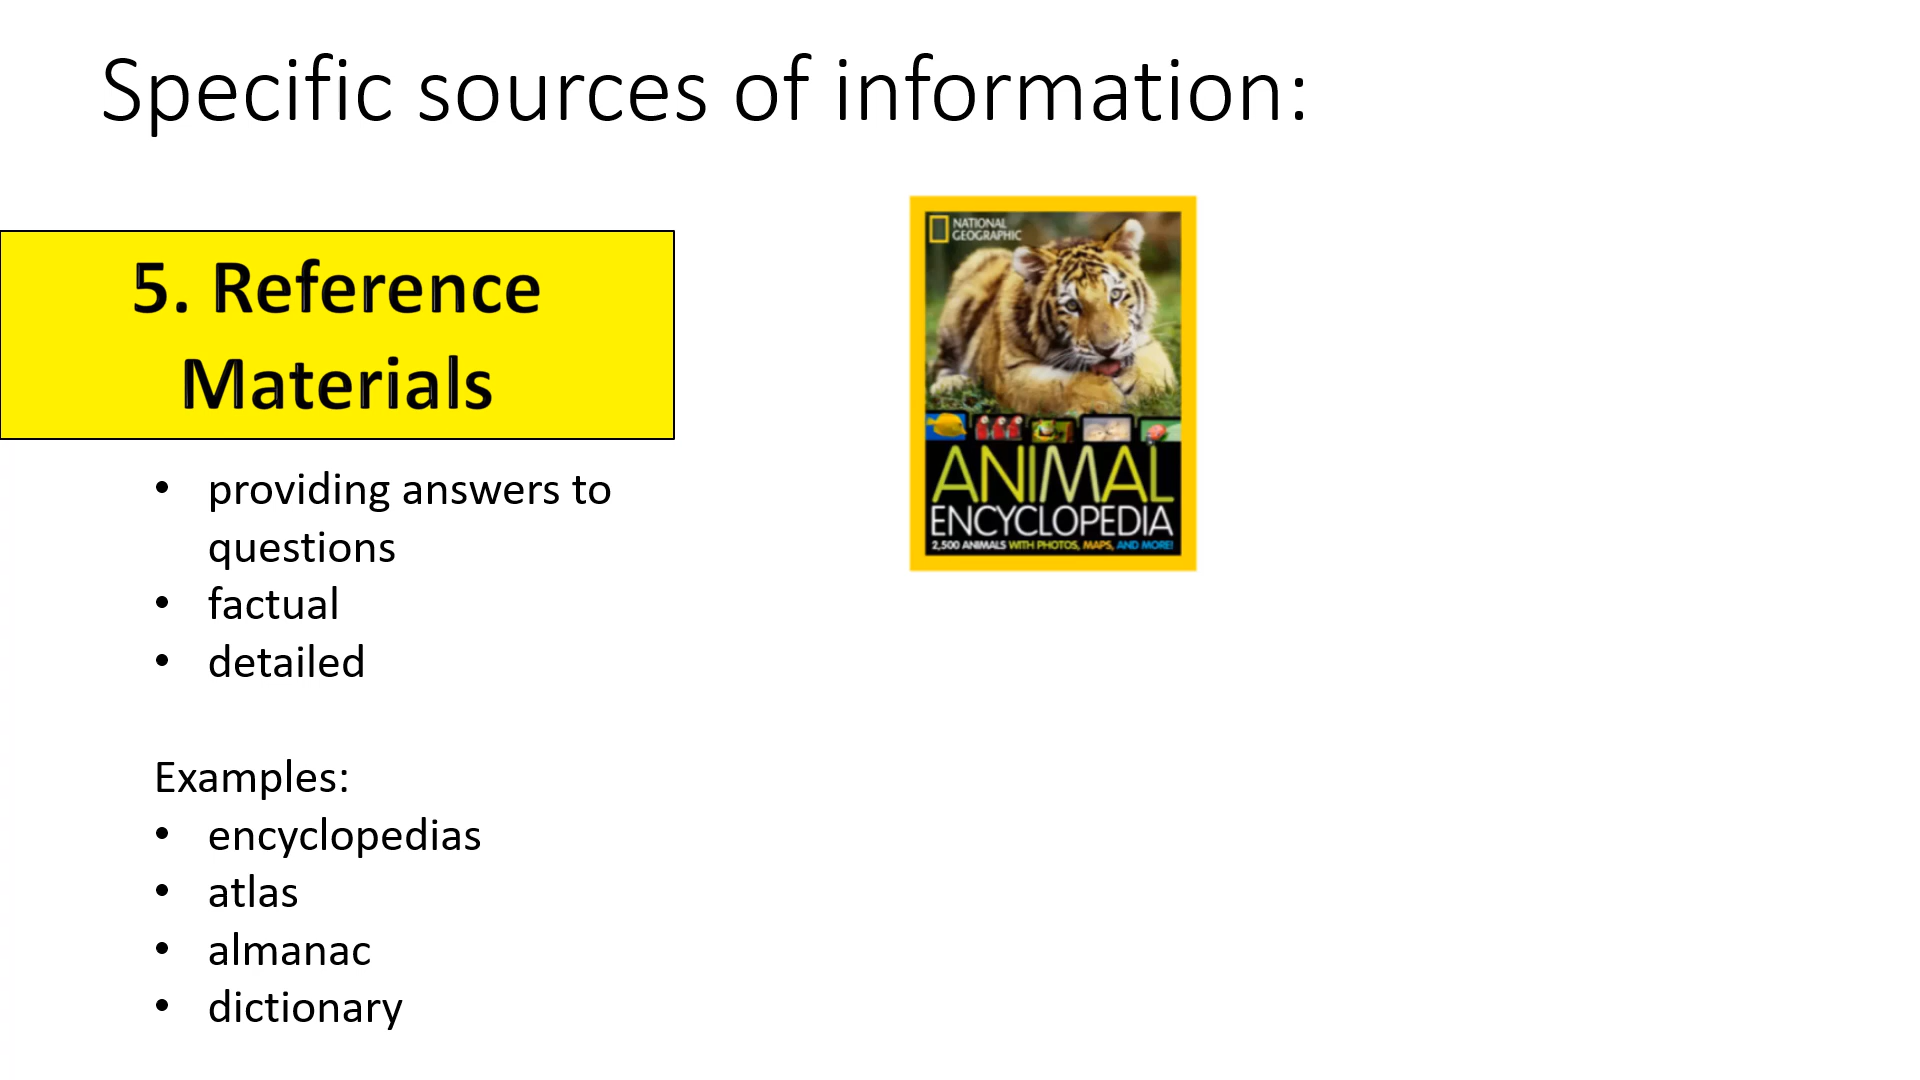 Specific sources of information:
5. Reference
Materials
• providing answers to
questions
• factual
• detailed
Examples:
• encyclopedias
• atlas
• almanac
• dictionary
NATIONAL
GEOGRAPHIC
ANIMAL
ENCYCLOPEDIA
2,500 ANIMALS WITH PHOTOS, MAPS, AND MORE!